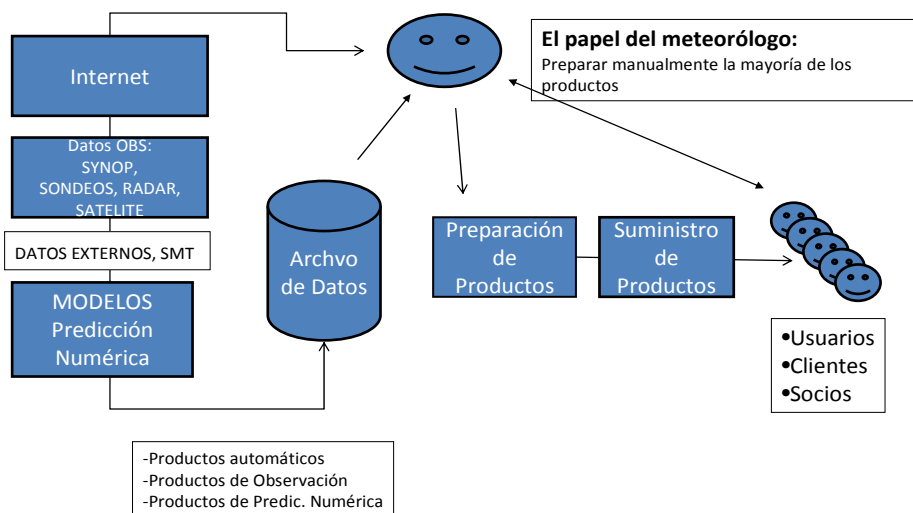 Internet
Datos OBS:
SYNOP,
SONDEOS, RADAR,
SATELITE
DATOS EXTERNOS, SMT
MODELOS
Predicción
Numérica
Archvo
de Datos
El papel del meteorólogo:
Preparar manualmente la mayoría de los
productos
Preparación
de
Productos
Suministro
de
Productos
•Usuarios
•Clientes
•Socios
-Productos automáticos
-Productos de Observación
-Productos de Predic. Numérica